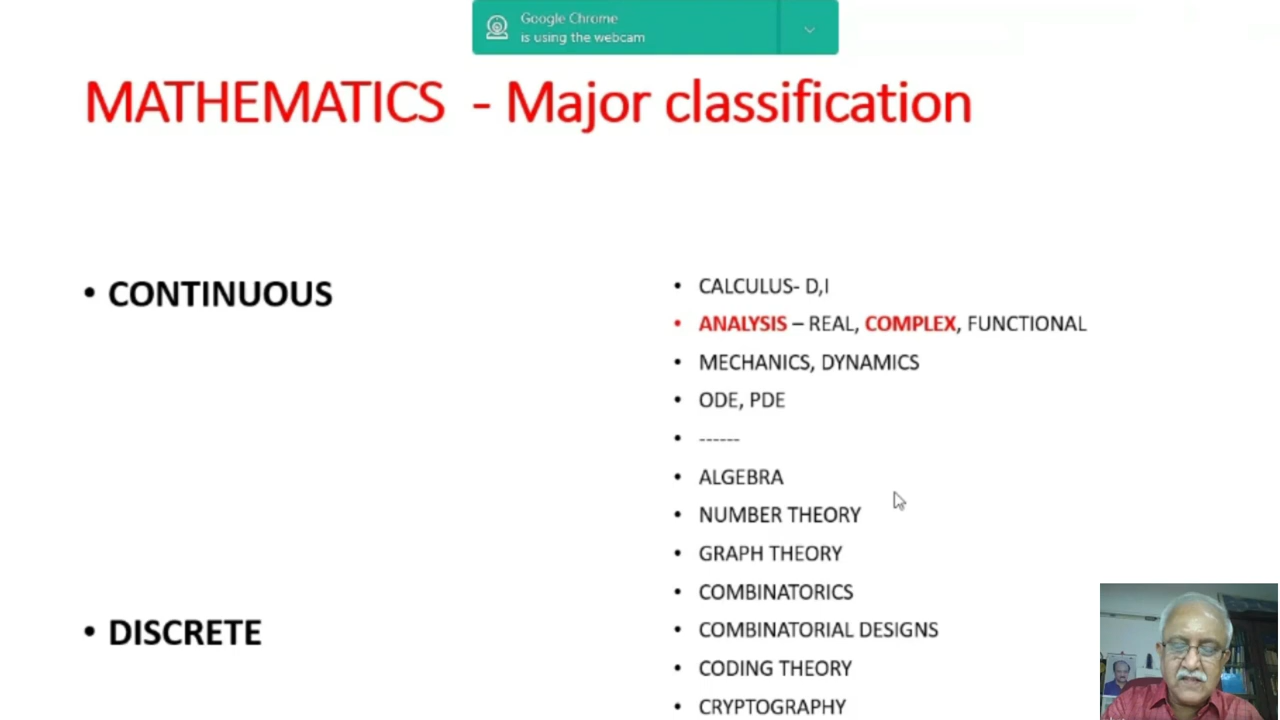 Google Chrome
is using the webcam
MATHEMATICS - Major classification
• CONTINUOUS
• CALCULUS- D,I
• ANALYSIS – REAL, COMPLEX, FUNCTIONAL
• MECHANICS, DYNAMICS
• ODE, PDE
• ------
• ALGEBRA
• NUMBER THEORY
• GRAPH THEORY
• COMBINATORICS
• DISCRETE
• COMBINATORIAL DESIGNS
• CODING THEORY
• CRYPTOGRAPHY